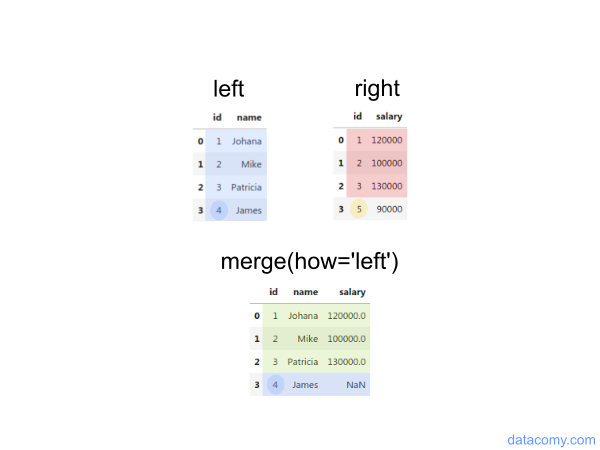 left right
id name id salary
0 1 Johana 0 1 120000
1 2 Mike 1 2 100000
2 3 Patricia 2 3 130000
3 4 James 3 5 90000
merge(how='left')
id name salary
0 1 Johana 120000.0
1 2 Mike 100000.0
2 3 Patricia 130000.0
3 4 James NaN
datacomy.com